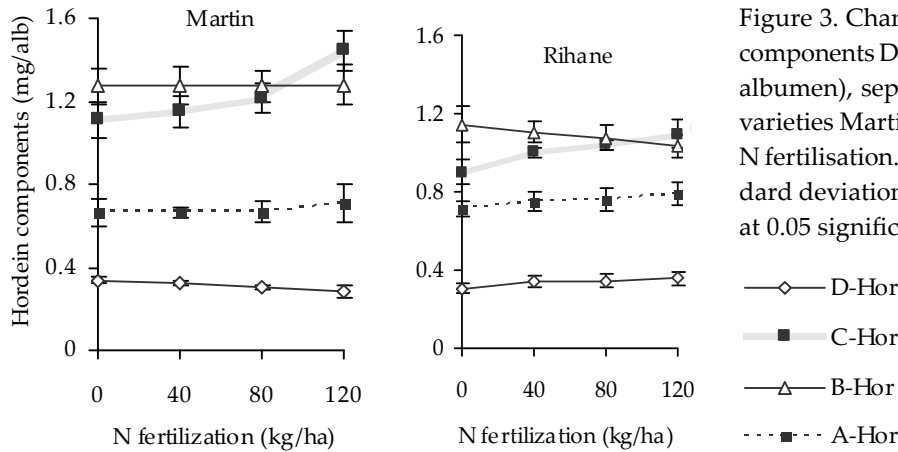 Martin
Hordein components (mg/alb)
1.6
1.2
0.8
0.4
0
0 40 80 120
N fertilization (kg/ha)
Rihane
1.6
1.2
0.8
0.4
0
0 40 80 120
N fertilization (kg/ha)
Figure 3. Chan
components D
albumen), sep
varieties Marti
N fertilisation.
dard deviation
at 0.05 signific
D-Hor
C-Hor
B-Hor
A-Hor